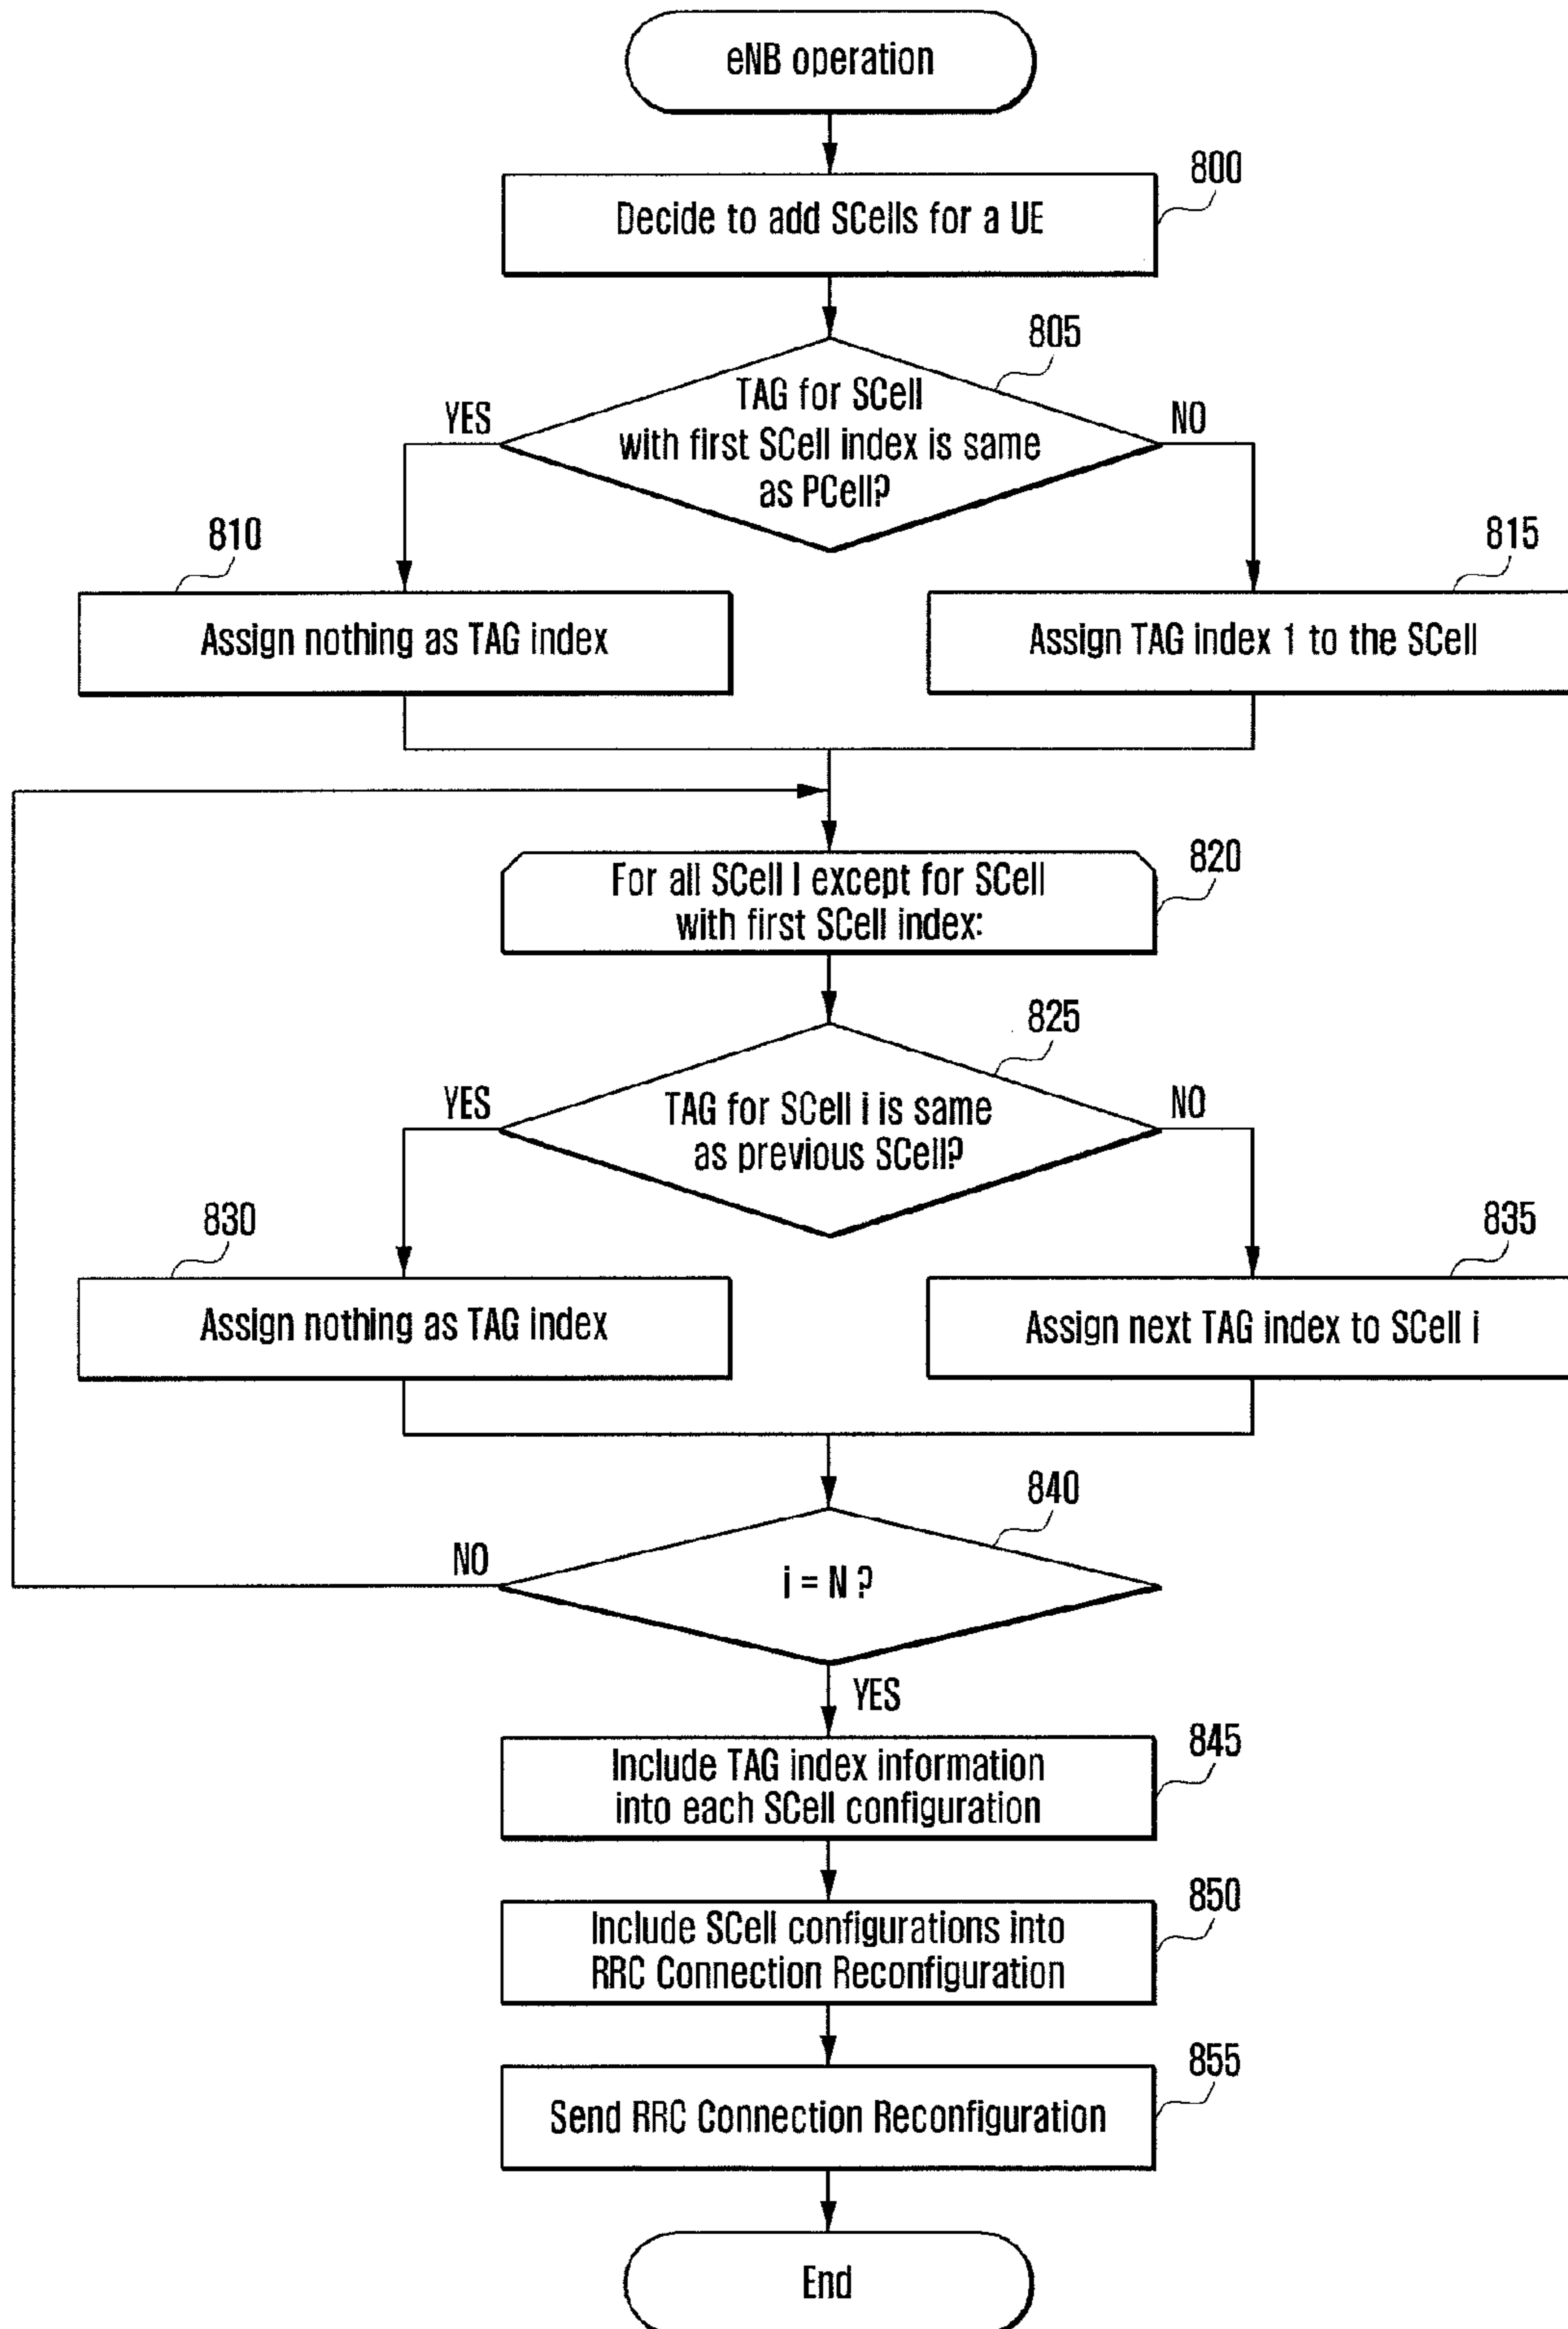 eNB operation
800
Decide to add SCells for a UE
805
TAG for SCell
with first SCell index is same
as PCell?
YES
NO
810
815
Assign nothing as TAG index
Assign TAG index 1 to the SCell
820
For all SCell I except for SCell
with first SCell index:
825
TAG for SCell i is same
as previous SCell?
YES
NO
830
835
Assign nothing as TAG index
Assign next TAG index to SCell i
840
i = N ?
NO
YES
845
Include TAG index information
into each SCell configuration
850
Include SCell configurations into
RRC Connection Reconfiguration
855
Send RRC Connection Reconfiguration
End